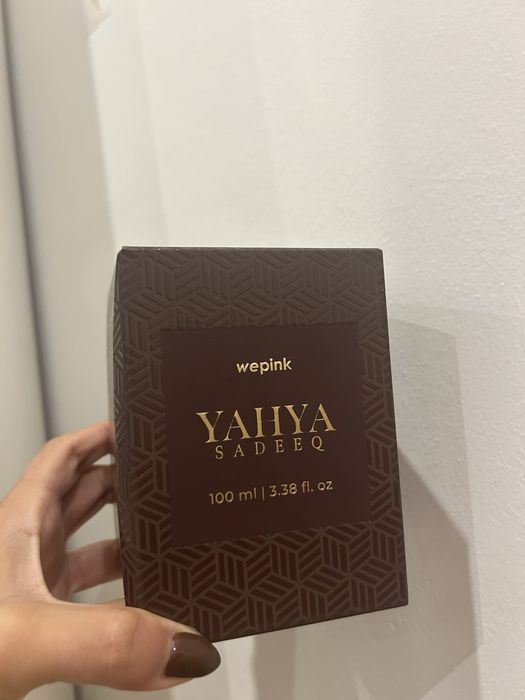 wepink
YAHYA
SADEEQ
100 ml | 3.38 fl. oz